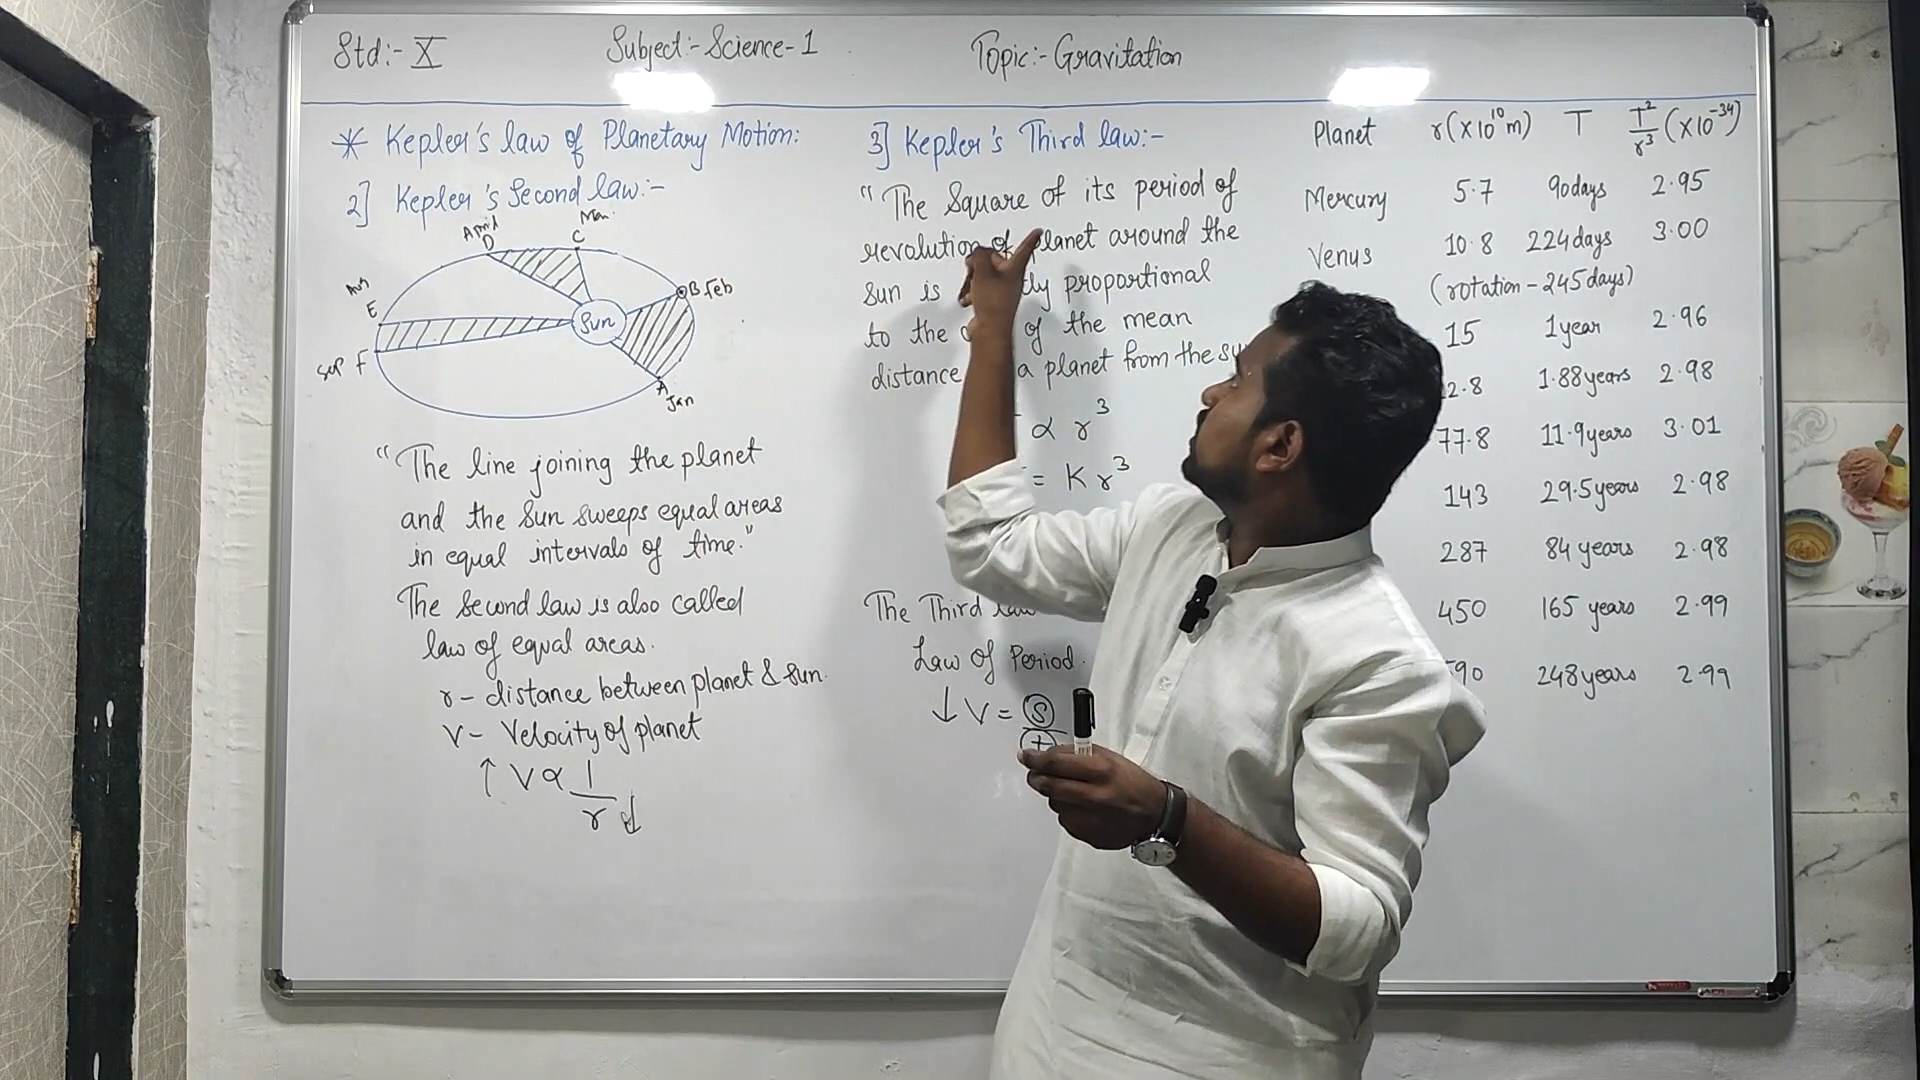 Std:- X
Subject:- Science-1
Topic:- Gravitation
* Kepler's law of Planetary Motion:
2] Kepler's Second law:-
April
D
Mar
C
B Feb
Aug
E
Sun
Sep F
A
Jan
"The line joining the planet
and the Sun sweeps equal areas
in equal intervals of time."
The Second law is also called
law of equal areas.
r - distance between planet & Sun.
V - Velocity of planet
↑ V ∝ 1/r ↓
3] Kepler's Third law:-
"The Square of its period of
revolution of planet around the
Sun is proportional
to the of the mean
distance a planet from the
∝ r³
= K r³
The Third law
Law of Period.
↓ V = s/t
Planet r(×10¹⁰m) T T²/r³ (×10⁻³⁴)
Mercury 5.7 90days 2.95
Venus 10.8 224days 3.00
(rotation - 245days)
15 1year 2.96
2.8 1.88years 2.98
77.8 11.9years 3.01
143 29.5years 2.98
287 84 years 2.98
450 165 years 2.99
90 248years 2.99